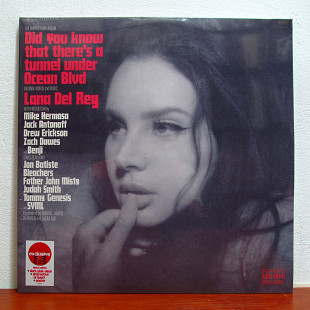 Did you know
that there's a
tunnel under
Ocean Blvd
Lana Del Rey
Mike Hermosa
Jack Antonoff
Drew Erickson
Zach Dawes
Benji
Jon Batiste
Bleachers
Father John Misty
Judah Smith
Tommy Genesis
SYML
exclusive